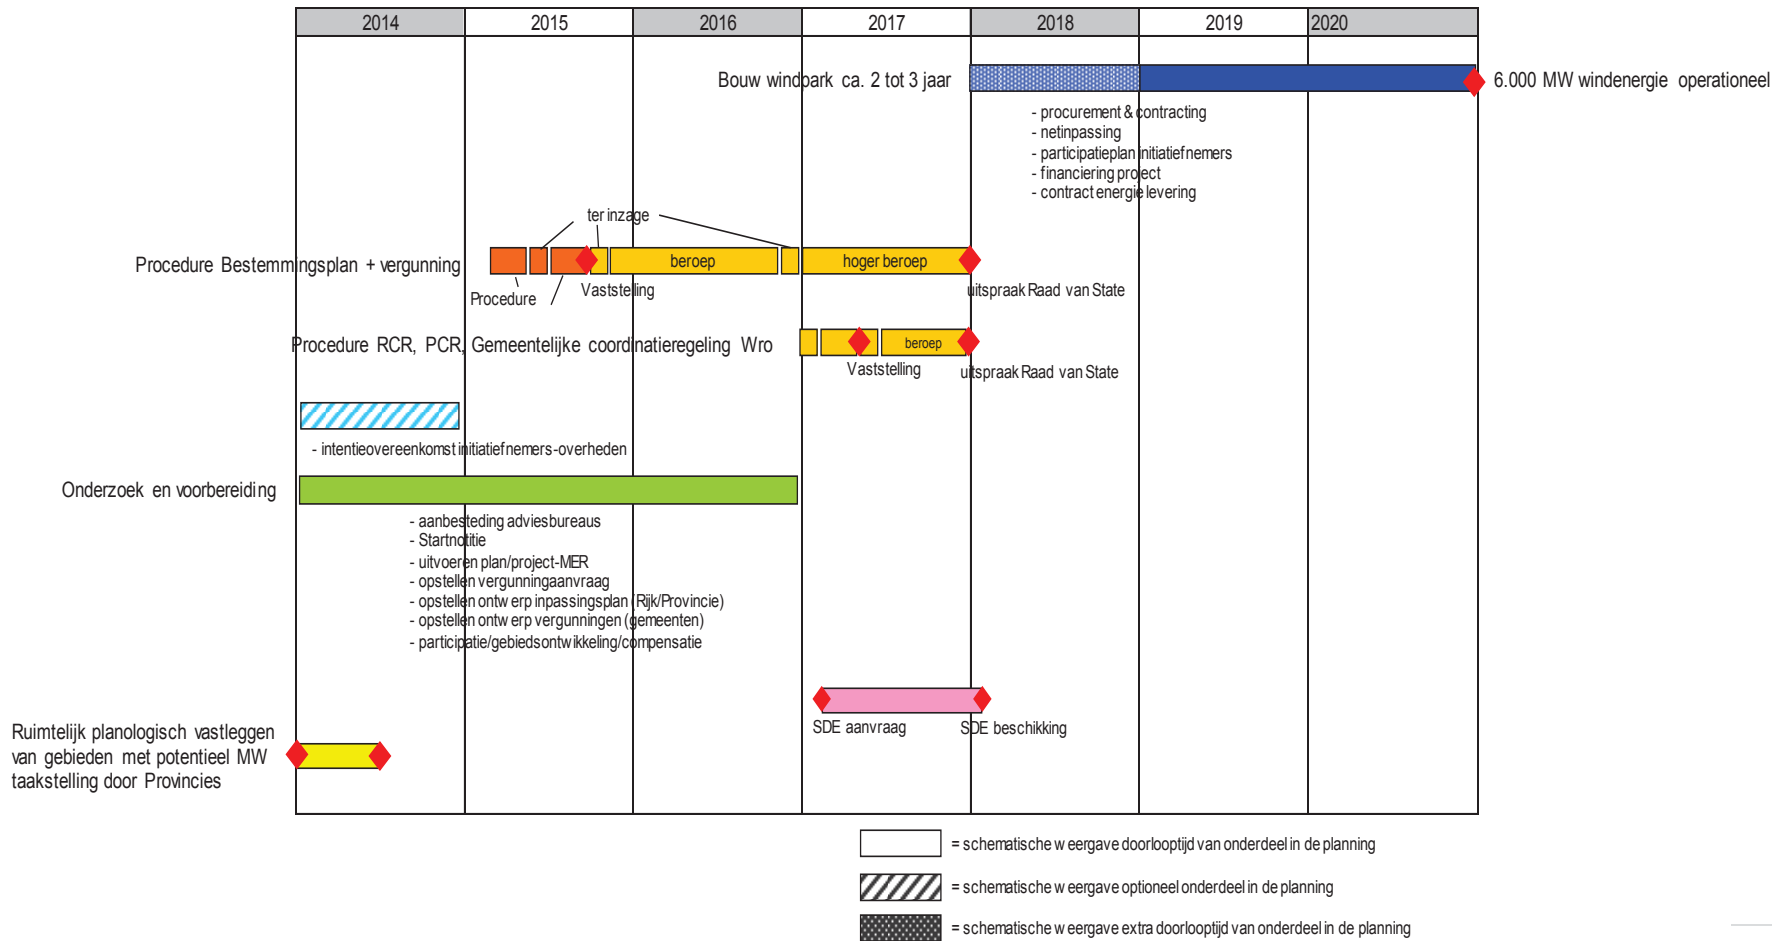 2014 2015 2016 2017 2018 2019 2020
Bouw windpark ca. 2 tot 3 jaar
6.000 MW windenergie operationeel
- procurement & contracting
- netinpassing
- participatieplan initiatiefnemers
- financiering project
- contract energie levering
ter inzage
Procedure Bestemmingsplan + vergunning
beroep
hoger beroep
Procedure
Vaststelling
uitspraak Raad van State
Procedure RCR, PCR, Gemeentelijke coordinatieregeling Wro
beroep
Vaststelling
uitspraak Raad van State
- intentieovereenkomst initiatiefnemers-overheden
Onderzoek en voorbereiding
- aanbesteding adviesbureaus
- Startnotitie
- uitvoeren plan/project-MER
- opstellen vergunningaanvraag
- opstellen ontwerp inpassingsplan (Rijk/Provincie)
- opstellen ontwerp vergunningen (gemeenten)
- participatie/gebiedsontwikkeling/compensatie
SDE aanvraag
SDE beschikking
Ruimtelijk planologisch vastleggen
van gebieden met potentieel MW
taakstelling door Provincies
= schematische weergave doorlooptijd van onderdeel in de planning
= schematische weergave optioneel onderdeel in de planning
= schematische weergave extra doorlooptijd van onderdeel in de planning